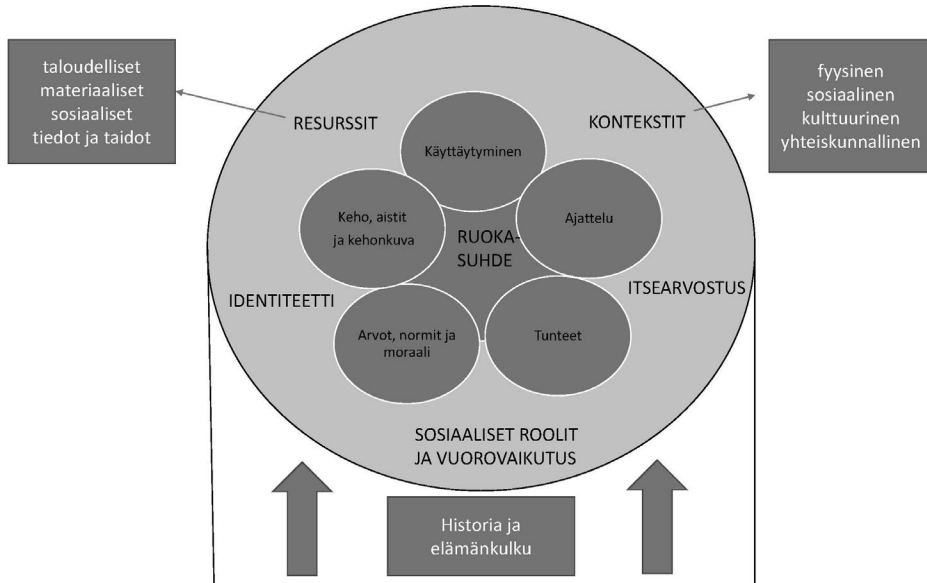 taloudelliset
materiaaliset
sosiaaliset
tiedot ja taidot
fyysinen
sosiaalinen
kulttuurinen
yhteiskunnallinen
RESURSSIT
KONTEKSTIT
Käyttäytyminen
Keho, aistit
ja kehonkuva
Ajattelu
RUOKA-
SUHDE
IDENTITEETTI
ITSEARVOSTUS
Arvot, normit ja
moraali
Tunteet
SOSIAALISET ROOLIT
JA VUOROVAIKUTUS
Historia ja
elämänkulku